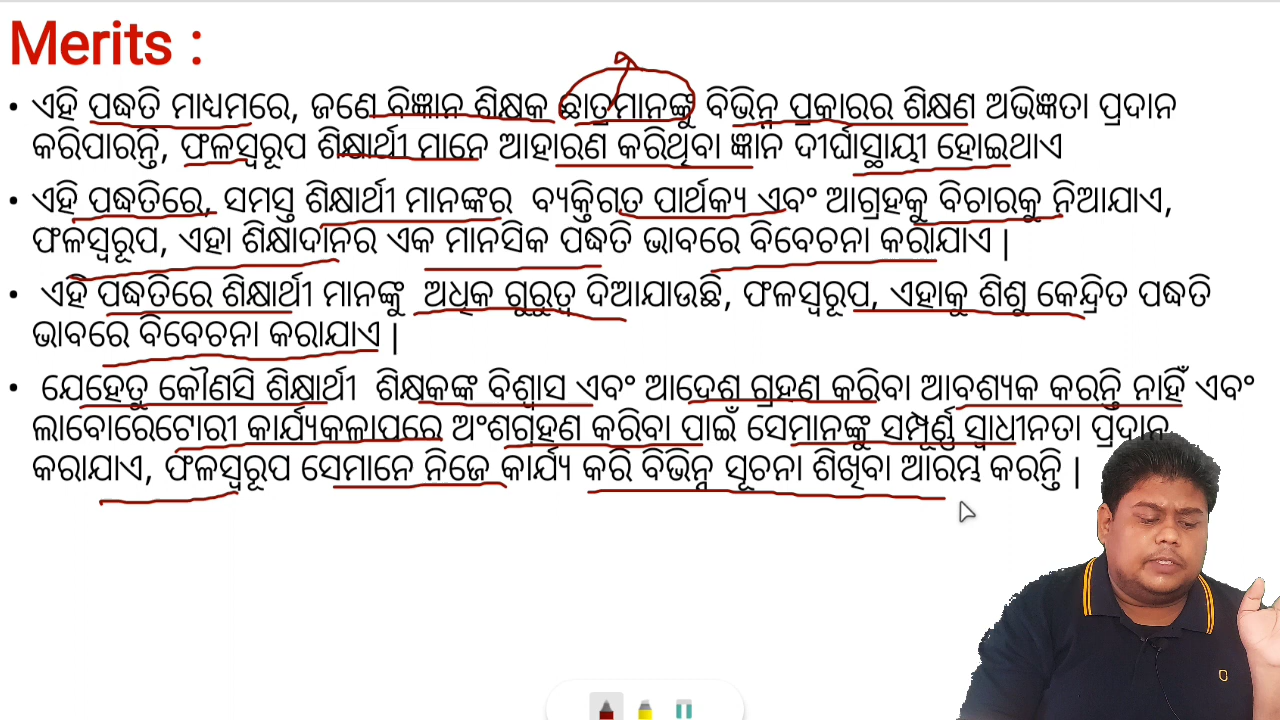 Merits :
• ଏହି ପଦ୍ଧତି ମାଧ୍ୟମରେ, ଜଣେ ବିଜ୍ଞାନ ଶିକ୍ଷକ ଛାତ୍ରମାନଙ୍କୁ ବିଭିନ୍ନ ପ୍ରକାରର ଶିକ୍ଷଣ ଅଭିଜ୍ଞତା ପ୍ରଦାନ
କରିପାରନ୍ତି, ଫଳସ୍ୱରୂପ ଶିକ୍ଷାର୍ଥୀ ମାନେ ଆହାରଣ କରିଥିବା ଜ୍ଞାନ ଦୀର୍ଘାସ୍ଥାୟୀ ହୋଇଥାଏ
• ଏହି ପଦ୍ଧତିରେ, ସମସ୍ତ ଶିକ୍ଷାର୍ଥୀ ମାନଙ୍କର ବ୍ୟକ୍ତିଗତ ପାର୍ଥକ୍ୟ ଏବଂ ଆଗ୍ରହକୁ ବିଚାରକୁ ନିଆଯାଏ,
ଫଳସ୍ୱରୂପ, ଏହା ଶିକ୍ଷାଦାନର ଏକ ମାନସିକ ପଦ୍ଧତି ଭାବରେ ବିବେଚନା କରାଯାଏ |
• ଏହି ପଦ୍ଧତିରେ ଶିକ୍ଷାର୍ଥୀ ମାନଙ୍କୁ ଅଧିକ ଗୁରୁତ୍ୱ ଦିଆଯାଉଛି, ଫଳସ୍ୱରୂପ, ଏହାକୁ ଶିଶୁ କେନ୍ଦ୍ରିତ ପଦ୍ଧତି
ଭାବରେ ବିବେଚନା କରାଯାଏ |
• ଯେହେତୁ କୌଣସି ଶିକ୍ଷାର୍ଥୀ ଶିକ୍ଷକଙ୍କ ବିଶ୍ୱାସ ଏବଂ ଆଦେଶ ଗ୍ରହଣ କରିବା ଆବଶ୍ୟକ କରନ୍ତି ନାହିଁ ଏବଂ
ଲାବୋରେଟୋରୀ କାର୍ଯ୍ୟକଳାପରେ ଅଂଶଗ୍ରହଣ କରିବା ପାଇଁ ସେମାନଙ୍କୁ ସମ୍ପୂର୍ଣ୍ଣ ସ୍ୱାଧୀନତା ପ୍ରଦାନ
କରାଯାଏ, ଫଳସ୍ୱରୂପ ସେମାନେ ନିଜେ କାର୍ଯ୍ୟ କରି ବିଭିନ୍ନ ସୂଚନା ଶିଖିବା ଆରମ୍ଭ କରନ୍ତି |